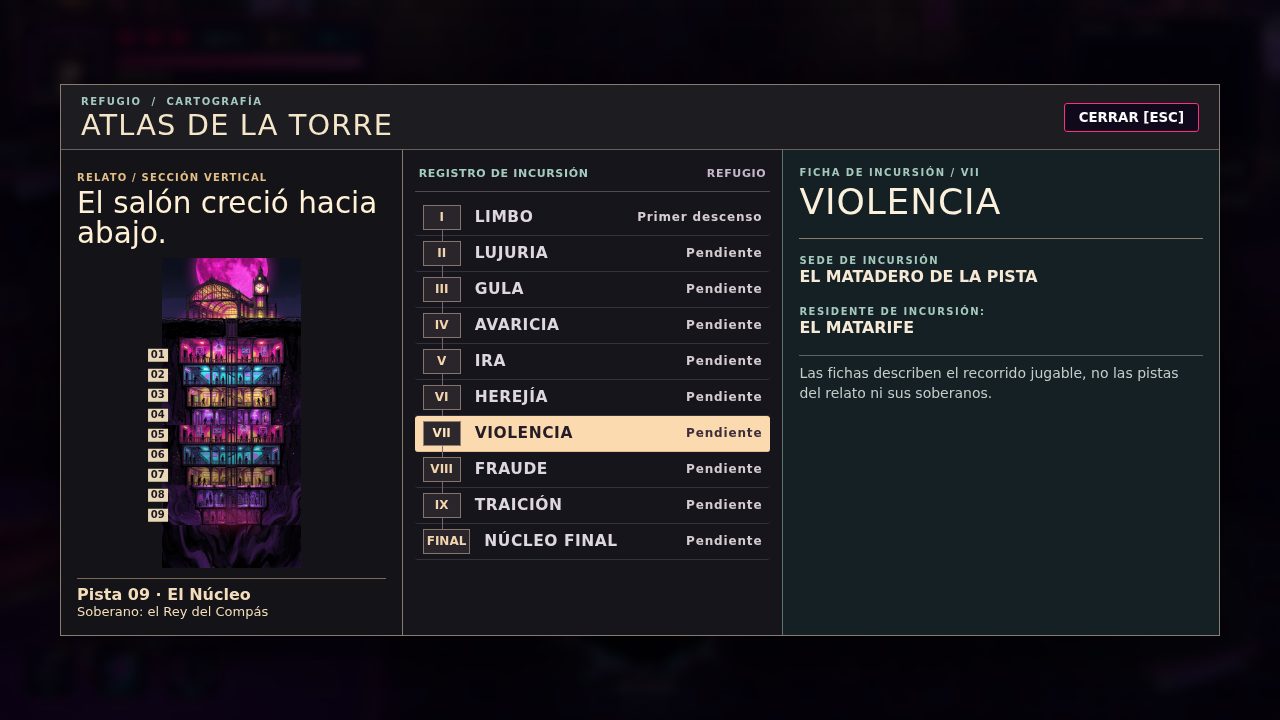 REFUGIO / CARTOGRAFÍA
ATLAS DE LA TORRE
CERRAR [ESC]
RELATO / SECCIÓN VERTICAL
El salón creció hacia
abajo.
01
02
03
04
05
06
07
08
09
Pista 09 · El Núcleo
Soberano: el Rey del Compás
REGISTRO DE INCURSIÓN REFUGIO
I LIMBO Primer descenso
II LUJURIA Pendiente
III GULA Pendiente
IV AVARICIA Pendiente
V IRA Pendiente
VI HEREJÍA Pendiente
VII VIOLENCIA Pendiente
VIII FRAUDE Pendiente
IX TRAICIÓN Pendiente
FINAL NÚCLEO FINAL Pendiente
FICHA DE INCURSIÓN / VII
VIOLENCIA
SEDE DE INCURSIÓN
EL MATADERO DE LA PISTA
RESIDENTE DE INCURSIÓN:
EL MATARIFE
Las fichas describen el recorrido jugable, no las pistas
del relato ni sus soberanos.